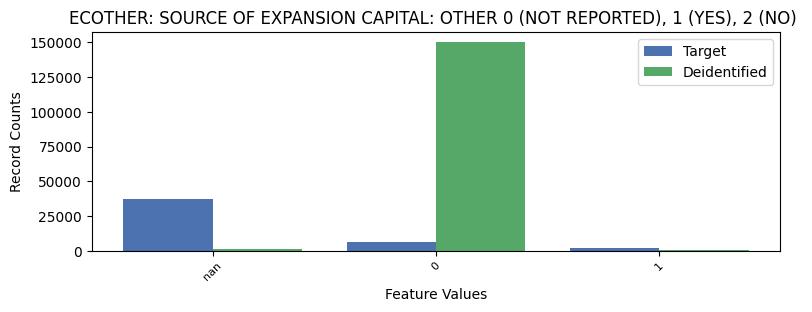 ECOTHER: SOURCE OF EXPANSION CAPITAL: OTHER 0 (NOT REPORTED), 1 (YES), 2 (NO)
Target
Deidentified
150000
125000
100000
75000
50000
25000
0
Record Counts
nan
0
1
Feature Values